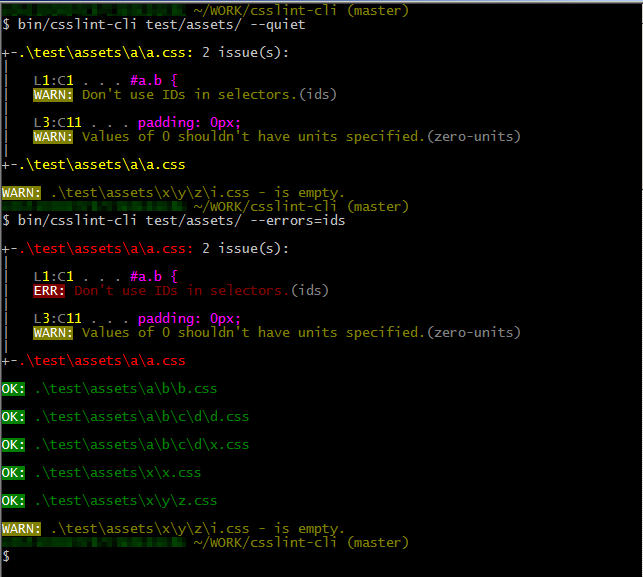 ~/WORK/csslint-cli (master)
$ bin/csslint-cli test/assets/ --quiet
+-.\test\assets\a\a.css: 2 issue(s):
|
|   L1:C1 . . . #a.b {
|   WARN: Don't use IDs in selectors.(ids)
|
|   L3:C11 . . . padding: 0px;
|   WARN: Values of 0 shouldn't have units specified.(zero-units)
|
+-.\test\assets\a\a.css
WARN: .\test\assets\x\y\z\i.css - is empty.
~/WORK/csslint-cli (master)
$ bin/csslint-cli test/assets/ --errors=ids
+-.\test\assets\a\a.css: 2 issue(s):
|
|   L1:C1 . . . #a.b {
|   ERR: Don't use IDs in selectors.(ids)
|
|   L3:C11 . . . padding: 0px;
|   WARN: Values of 0 shouldn't have units specified.(zero-units)
|
+-.\test\assets\a\a.css
OK: .\test\assets\a\b\b.css
OK: .\test\assets\a\b\c\d\d.css
OK: .\test\assets\a\b\c\d\x.css
OK: .\test\assets\x\x.css
OK: .\test\assets\x\y\z.css
WARN: .\test\assets\x\y\z\i.css - is empty.
~/WORK/csslint-cli (master)
$